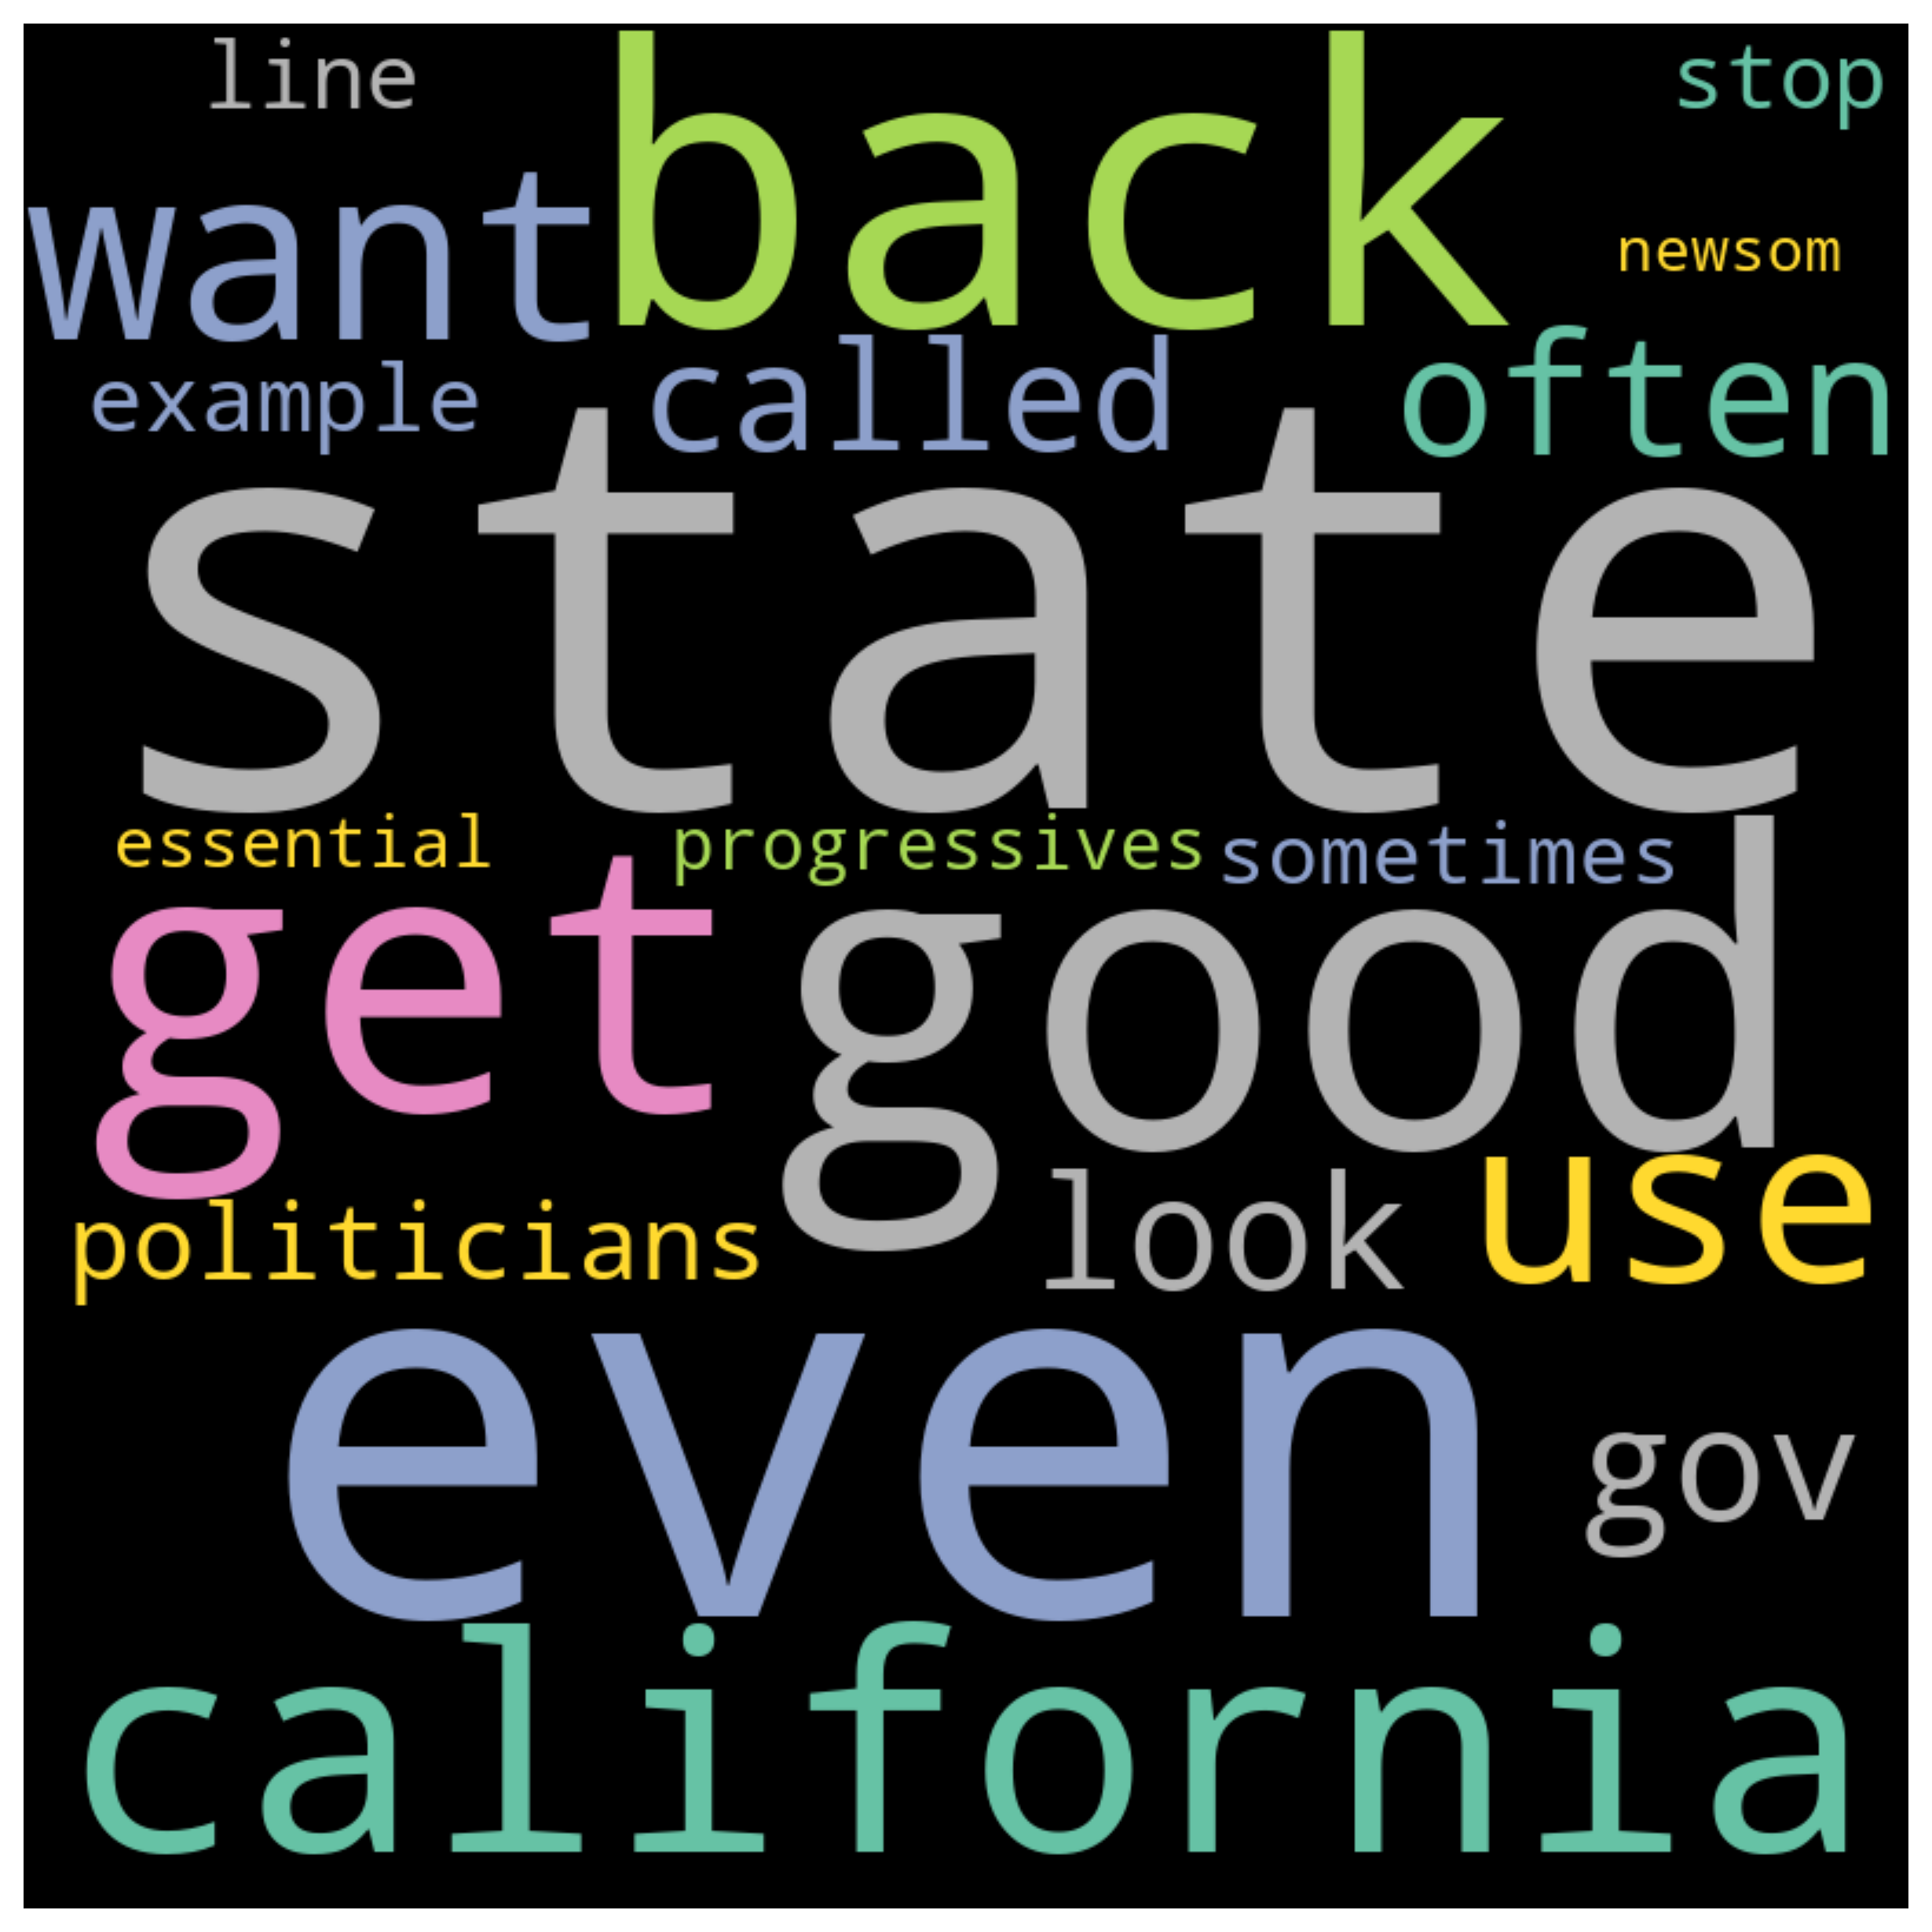 line back stop
want newsom
example called often
state
essential progressives sometimes
get good
politicians look use
even gov
california